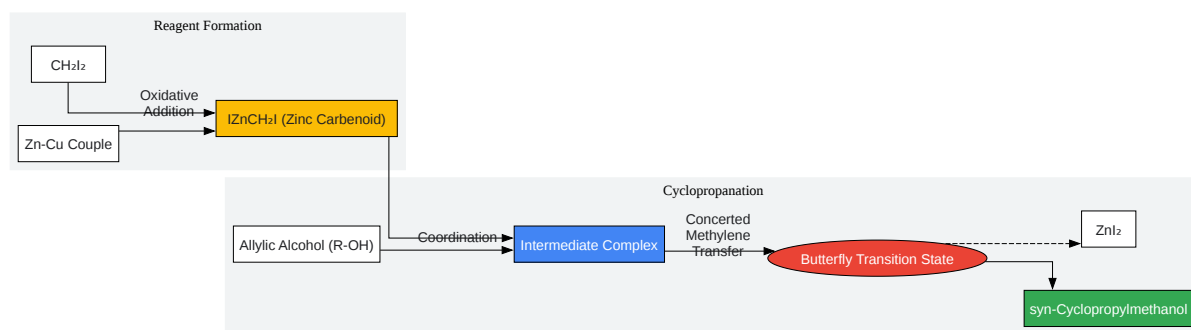 Reagent Formation
CH₂I₂
Oxidative
Addition
IZnCH₂I (Zinc Carbenoid)
Zn-Cu Couple
Cyclopropanation
Allylic Alcohol (R-OH)
Coordination
Intermediate Complex
Concerted
Methylene
Transfer
Butterfly Transition State
ZnI₂
syn-Cyclopropylmethanol